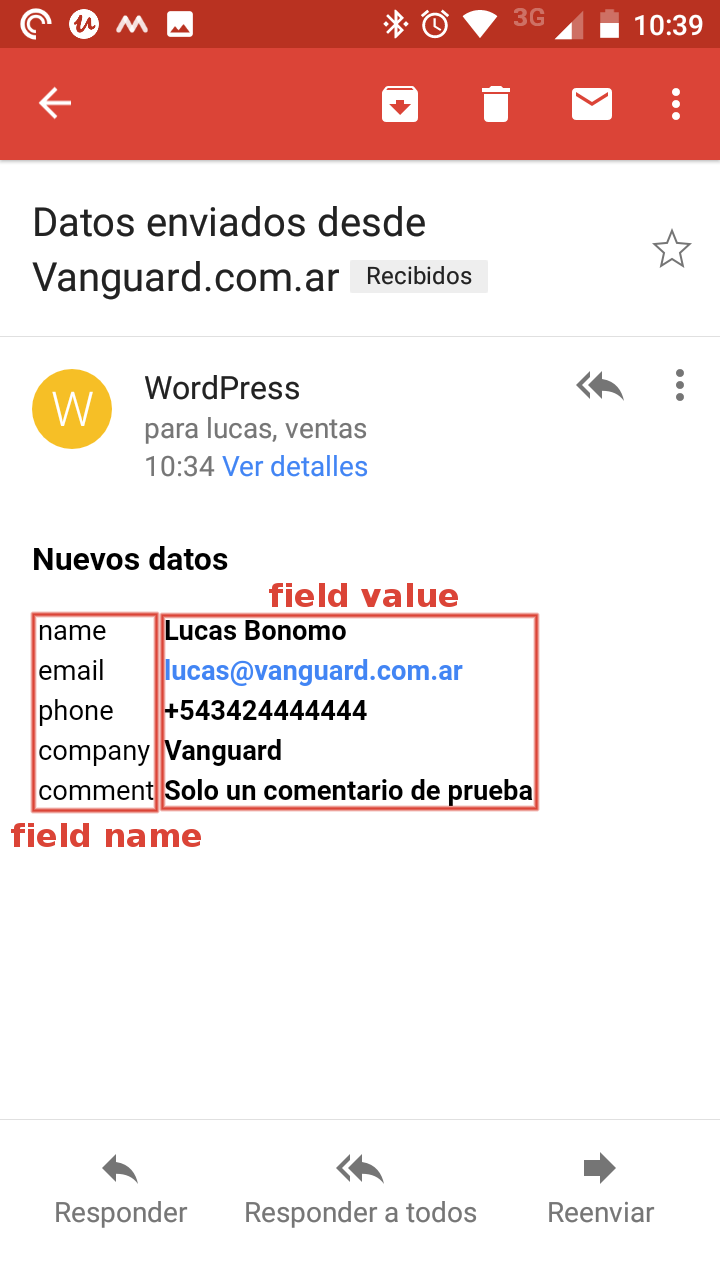 3G 10:39
Datos enviados desde
Vanguard.com.ar Recibidos
W
WordPress
para lucas, ventas
10:34 Ver detalles
Nuevos datos
field value
name Lucas Bonomo
email lucas@vanguard.com.ar
phone +543424444444
company Vanguard
comment Solo un comentario de prueba
field name
Responder Responder a todos Reenviar